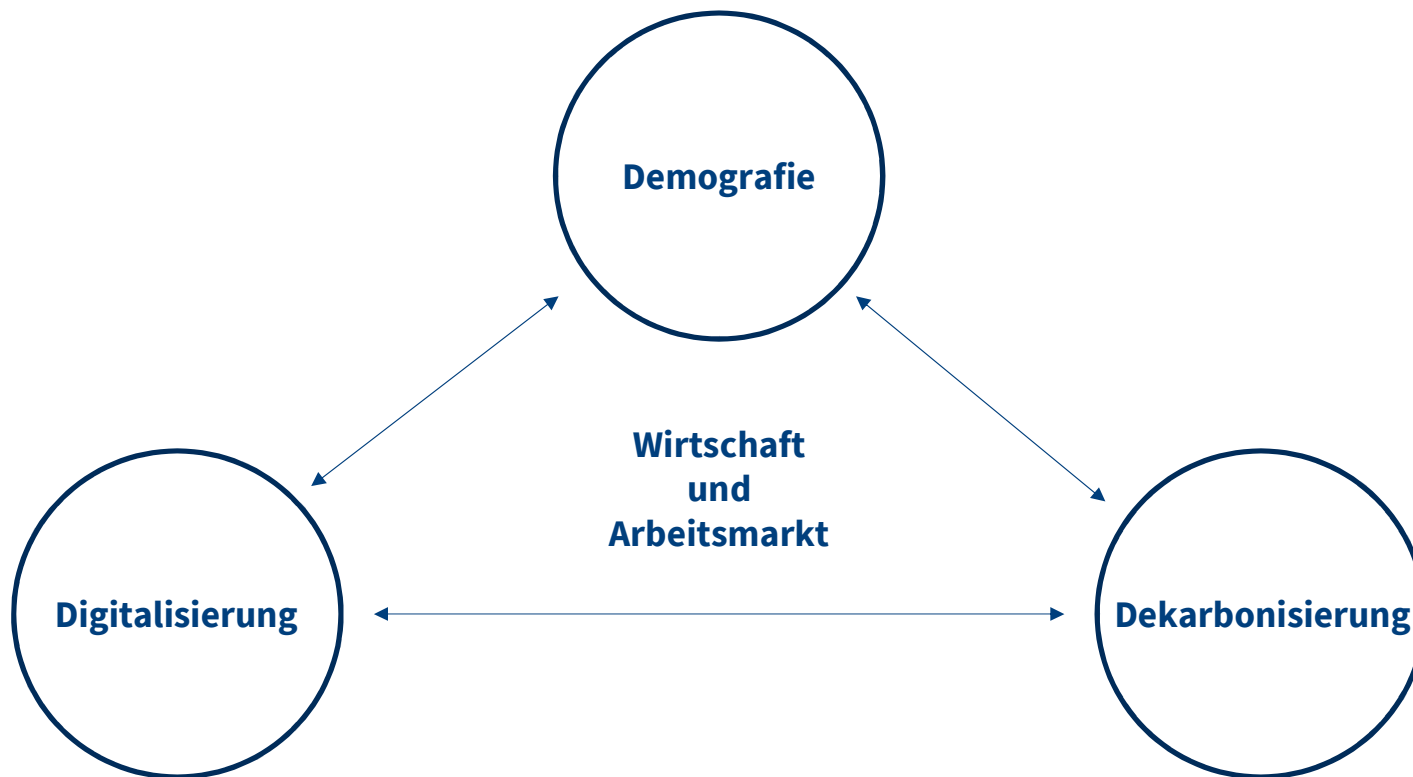 Demografie
Wirtschaft
und
Arbeitsmarkt
Digitalisierung
Dekarbonisierung